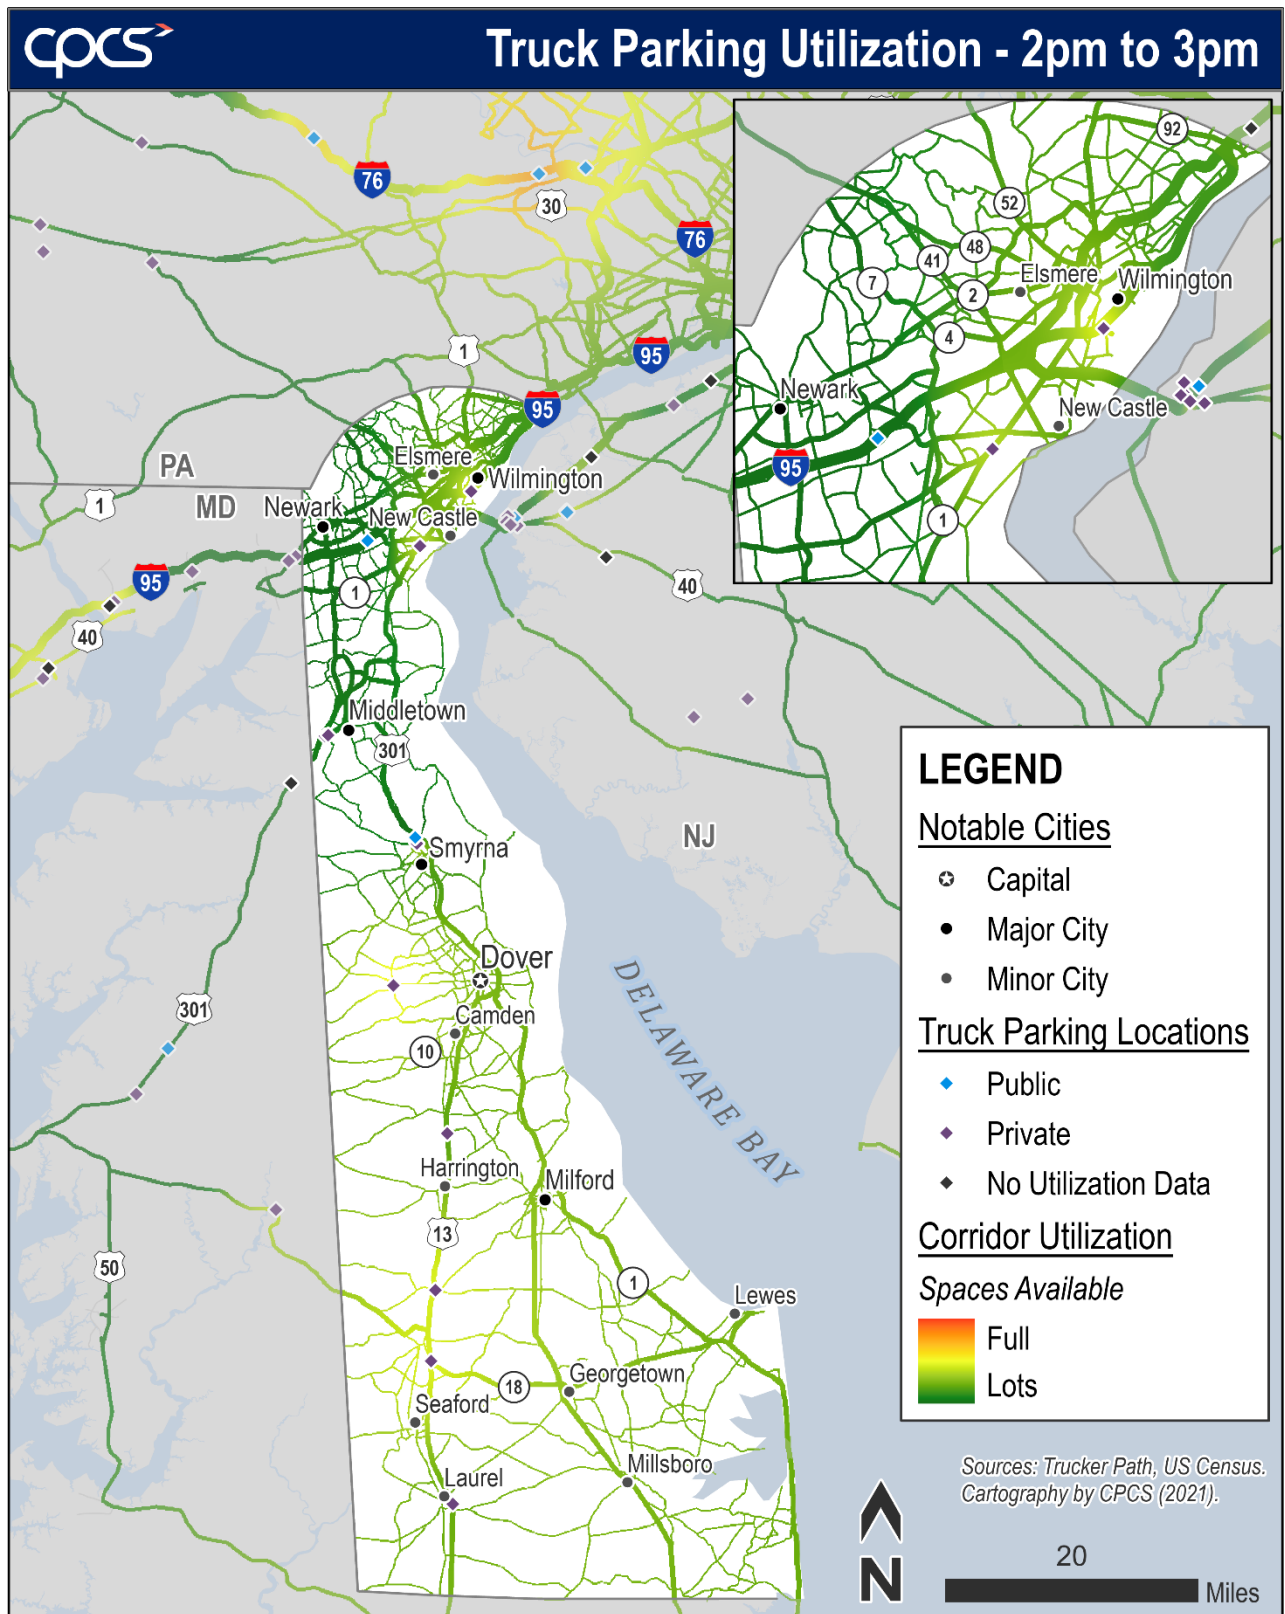 cpcs
Truck Parking Utilization - 2pm to 3pm
76
30
76
1
95
95
PA
MD
1
Elsmere
Wilmington
Newark
New Castle
95
1
40
40
Middletown
301
Smyrna
NJ
Dover
Camden
301
10
DELAWARE BAY
Harrington
Milford
13
50
1
Lewes
Georgetown
18
Seaford
Millsboro
Laurel
92
52
48
41
7
2
Elsmere
Wilmington
4
Newark
New Castle
95
1
LEGEND
Notable Cities
Capital
Major City
Minor City
Truck Parking Locations
Public
Private
No Utilization Data
Corridor Utilization
Spaces Available
Full
Lots
Sources: Trucker Path, US Census.
Cartography by CPCS (2021).
N
20
Miles